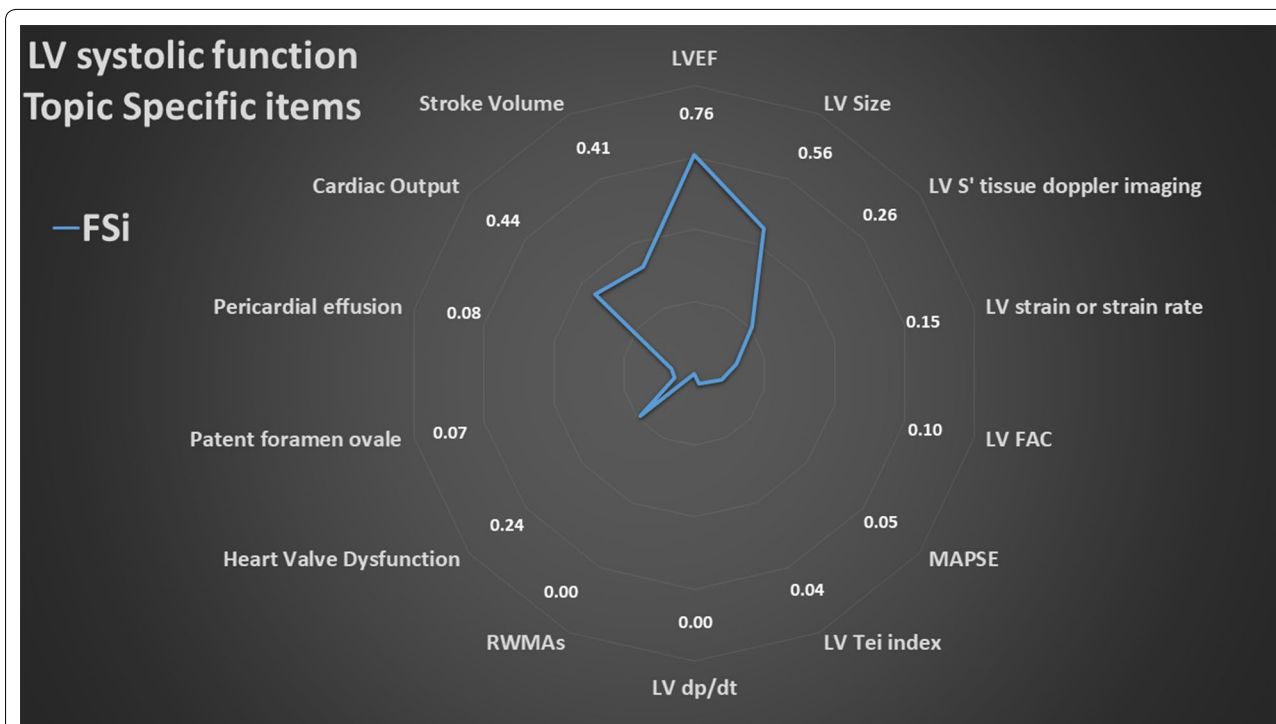 LV systolic function
Topic Specific items
FSi
LVEF
0.76
LV Size
0.56
LV S' tissue doppler imaging
0.26
LV strain or strain rate
0.15
LV FAC
0.10
MAPSE
0.05
LV Tei index
0.04
LV dp/dt
0.00
RWMAs
0.00
Heart Valve Dysfunction
0.24
Patent foramen ovale
0.07
Pericardial effusion
0.08
Cardiac Output
0.44
Stroke Volume
0.41